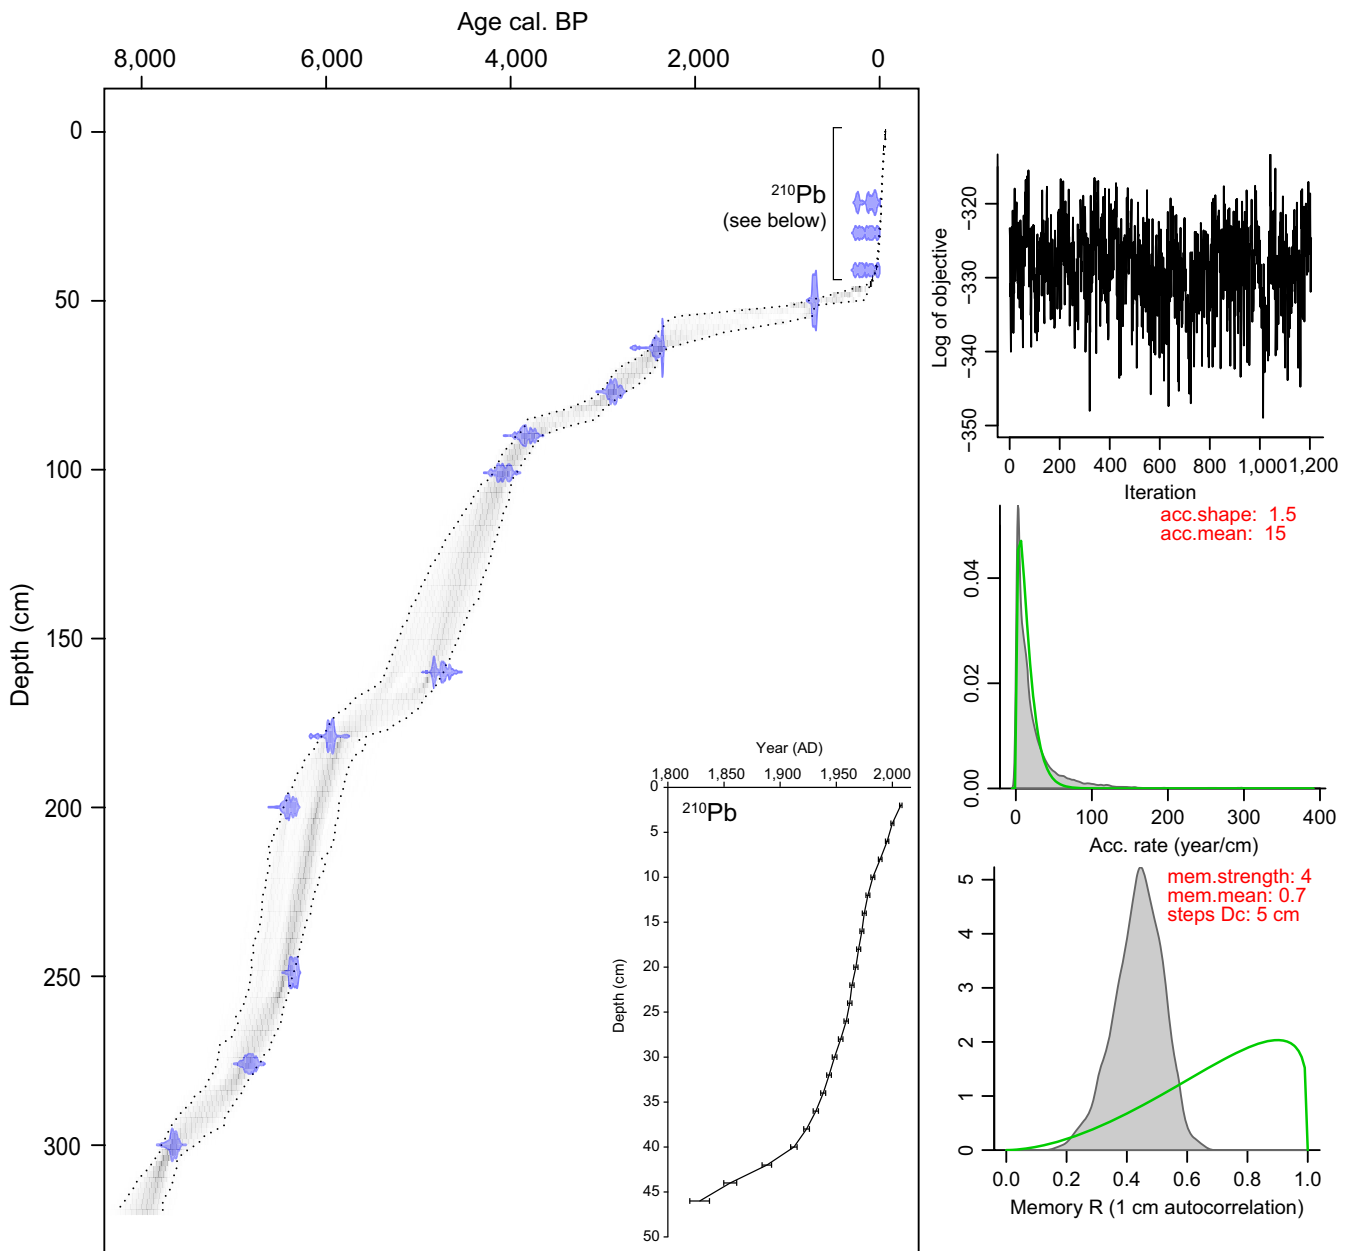 Age cal. BP
8,000 6,000 4,000 2,000 0
Depth (cm)
0
50
100
150
200
250
300
210Pb
(see below)
Year (AD)
1,800 1,850 1,900 1,950 2,000
210Pb
Depth (cm)
0
5
10
15
20
25
30
35
40
45
50
Log of objective
-320
-330
-340
-350
0 200 400 600 800 1,000 1,200
Iteration
acc.shape: 1.5
acc.mean: 15
0.04
0.02
0.00
0 100 200 300 400
Acc. rate (year/cm)
mem.strength: 4
mem.mean: 0.7
steps Dc: 5 cm
5
4
3
2
1
0
0.0 0.2 0.4 0.6 0.8 1.0
Memory R (1 cm autocorrelation)